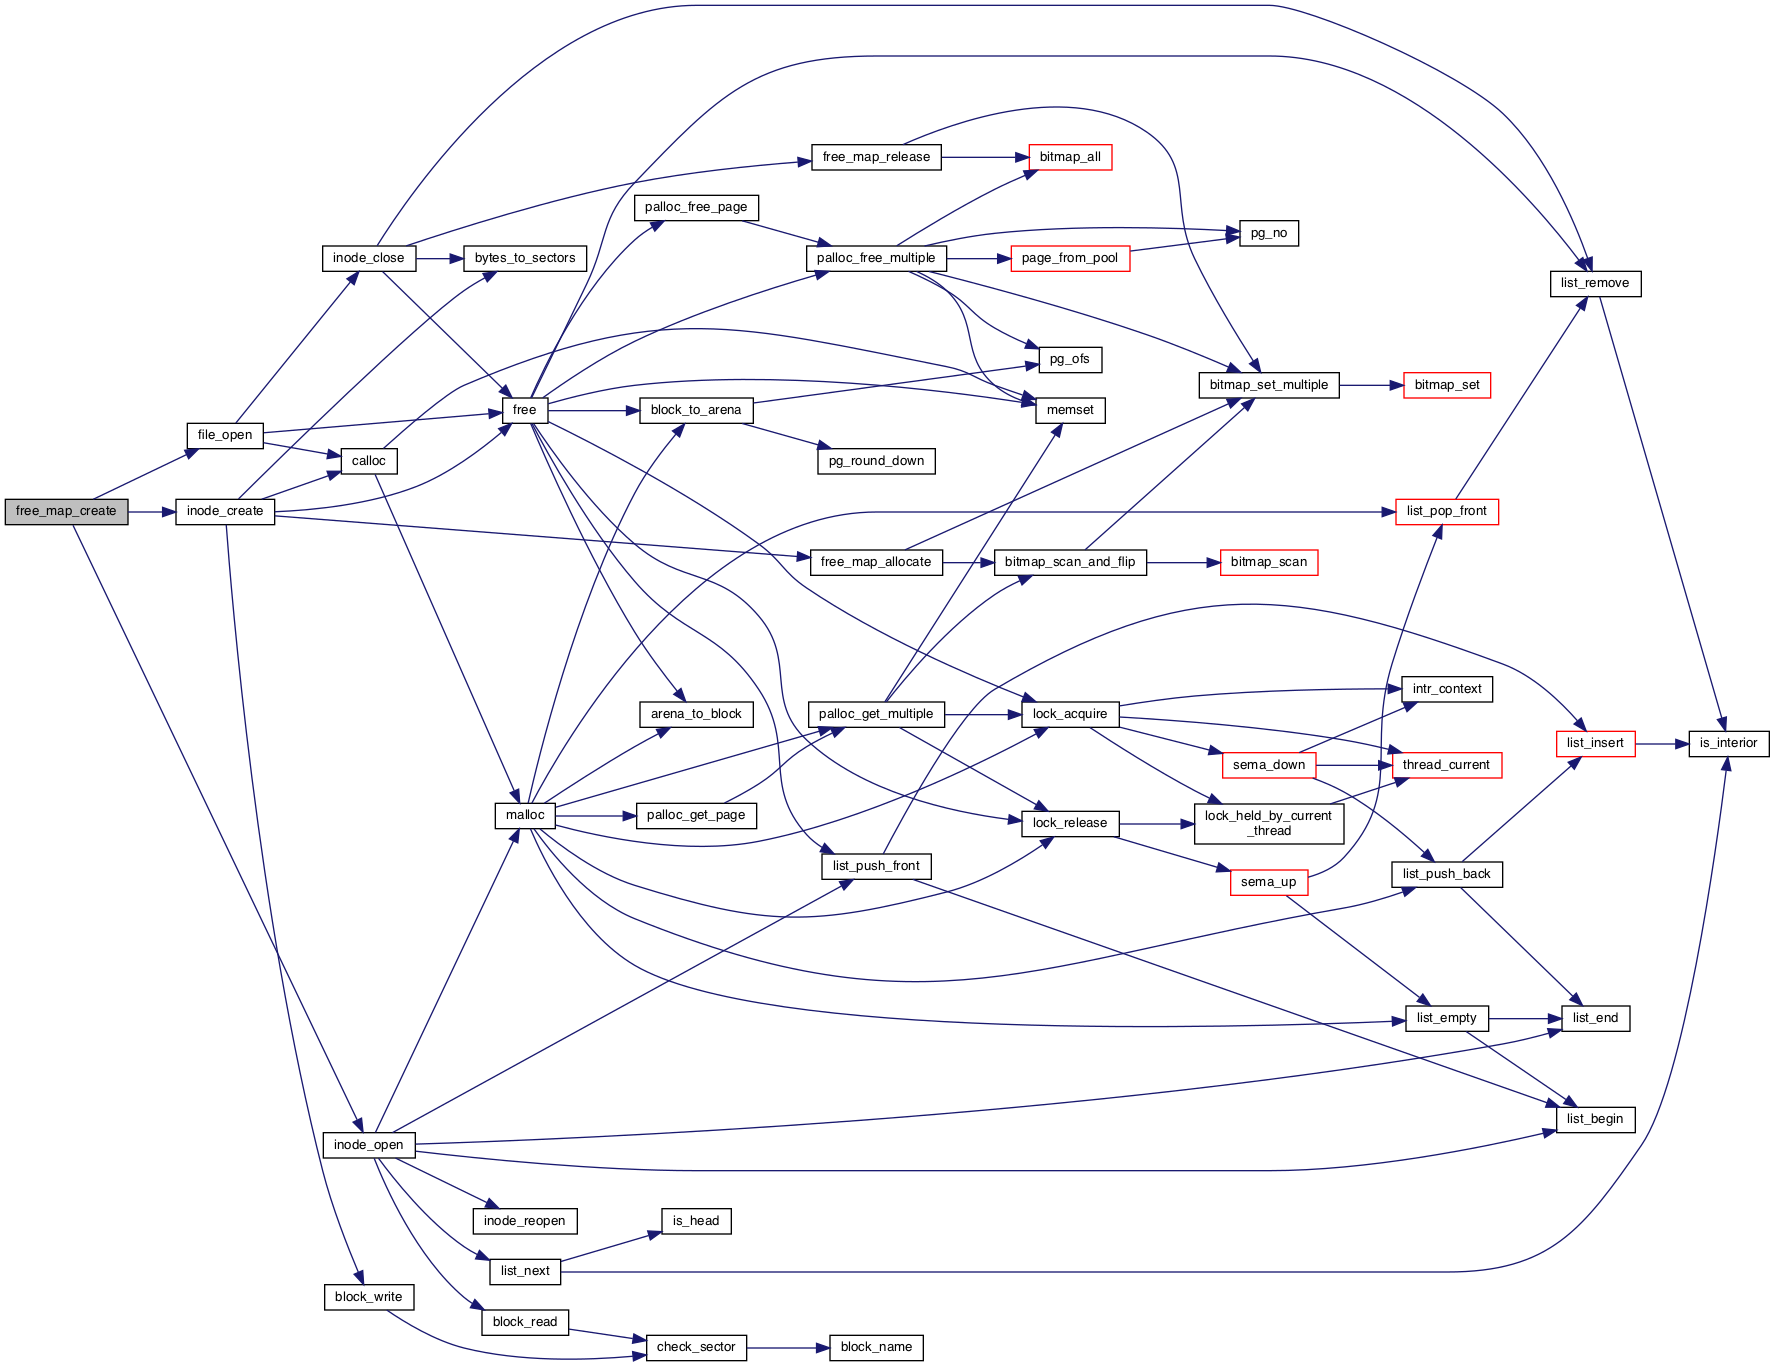 free_map_create
file_open
inode_create
inode_close
calloc
inode_open
block_write
bytes_to_sectors
free
malloc
inode_reopen
list_next
block_read
palloc_free_page
block_to_arena
arena_to_block
palloc_get_page
is_head
check_sector
free_map_release
palloc_free_multiple
pg_round_down
free_map_allocate
palloc_get_multiple
list_push_front
block_name
bitmap_all
page_from_pool
pg_ofs
memset
bitmap_scan_and_flip
lock_acquire
lock_release
pg_no
bitmap_set_multiple
bitmap_scan
sema_down
lock_held_by_current
_thread
sema_up
bitmap_set
list_pop_front
intr_context
thread_current
list_push_back
list_empty
list_remove
list_insert
list_end
list_begin
is_interior